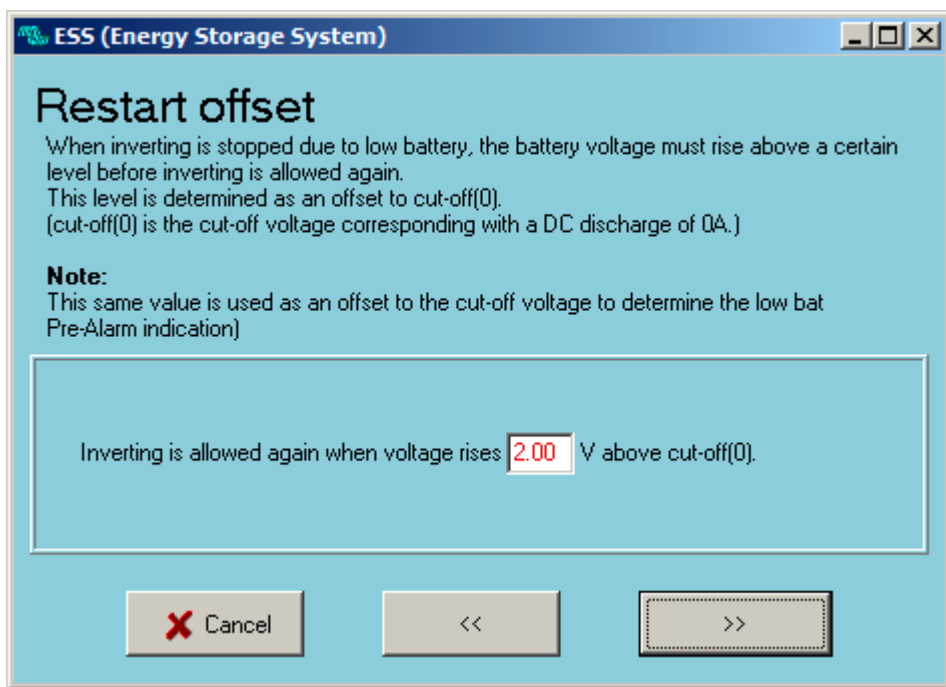 ESS (Energy Storage System)
Restart offset
When inverting is stopped due to low battery, the battery voltage must rise above a certain
level before inverting is allowed again.
This level is determined as an offset to cut-off(0).
(cut-off(0) is the cut-off voltage corresponding with a DC discharge of 0A.)
Note:
This same value is used as an offset to the cut-off voltage to determine the low bat
Pre-Alarm indication)
Inverting is allowed again when voltage rises 2.00 V above cut-off(0).
Cancel << >>